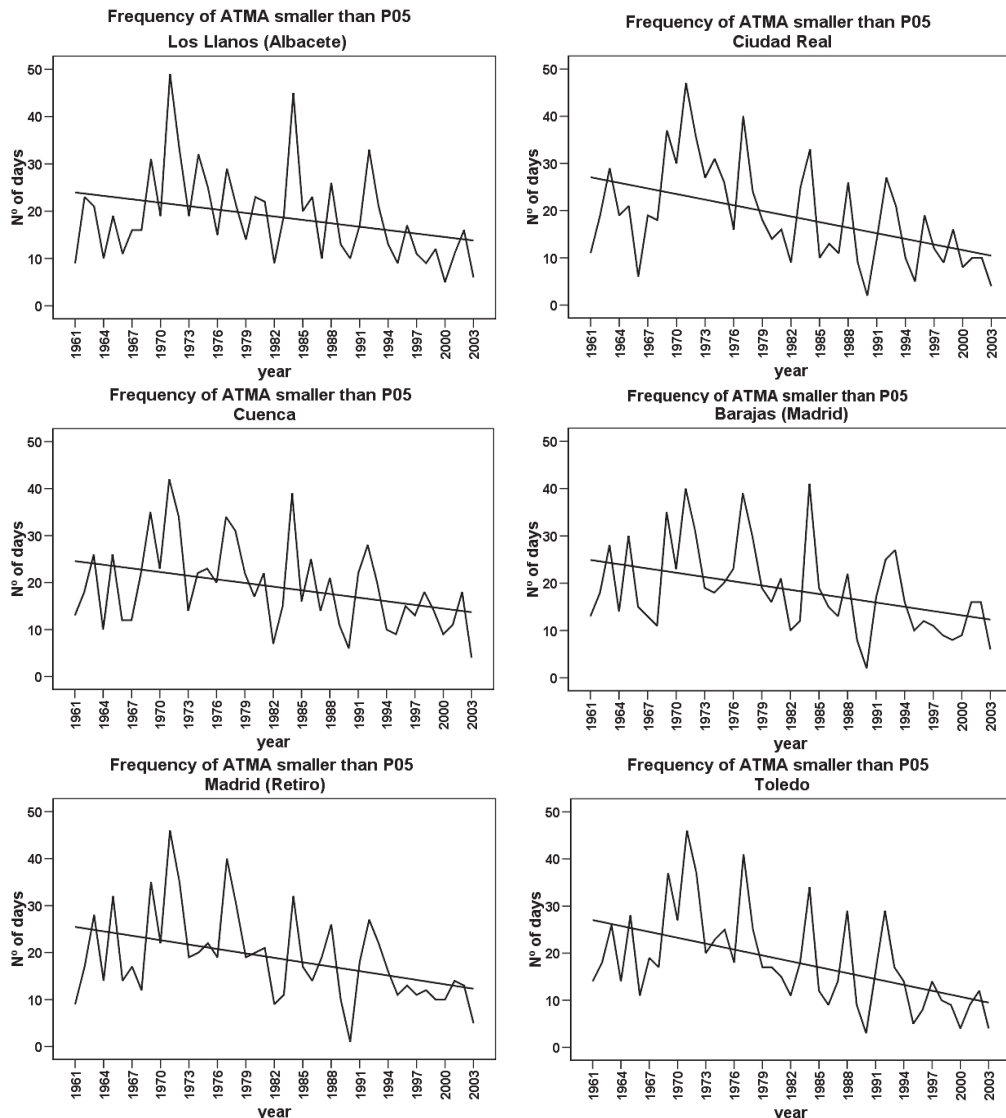 Frequency of ATMA smaller than P05
Los Llanos (Albacete)
Nº of days
50
40
30
20
10
0
1961 1964 1967 1970 1973 1976 1979 1982 1985 1988 1991 1994 1997 2000 2003
year
Frequency of ATMA smaller than P05
Ciudad Real
Nº of days
50
40
30
20
10
0
1961 1964 1967 1970 1973 1976 1979 1982 1985 1988 1991 1994 1997 2000 2003
year
Frequency of ATMA smaller than P05
Cuenca
Nº of days
50
40
30
20
10
0
1961 1964 1967 1970 1973 1976 1979 1982 1985 1988 1991 1994 1997 2000 2003
year
Frequency of ATMA smaller than P05
Barajas (Madrid)
Nº of days
50
40
30
20
10
0
1961 1964 1967 1970 1973 1976 1979 1982 1985 1988 1991 1994 1997 2000 2003
year
Frequency of ATMA smaller than P05
Madrid (Retiro)
Nº of days
50
40
30
20
10
0
1961 1964 1967 1970 1973 1976 1979 1982 1985 1988 1991 1994 1997 2000 2003
year
Frequency of ATMA smaller than P05
Toledo
Nº of days
50
40
30
20
10
0
1961 1964 1967 1970 1973 1976 1979 1982 1985 1988 1991 1994 1997 2000 2003
year